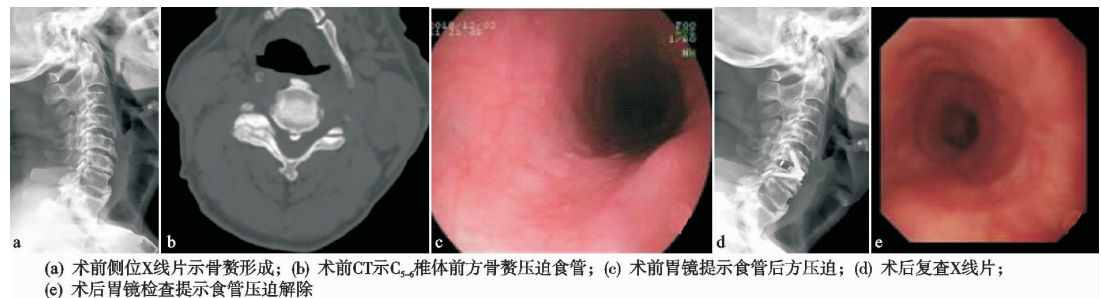 a
b
c
d
e
(a) 术前侧位X线片示骨赘形成；(b) 术前CT示C5-6椎体前方骨赘压迫食管；(c) 术前胃镜提示食管后方压迫；(d) 术后复查X线片；
(e) 术后胃镜检查提示食管压迫解除